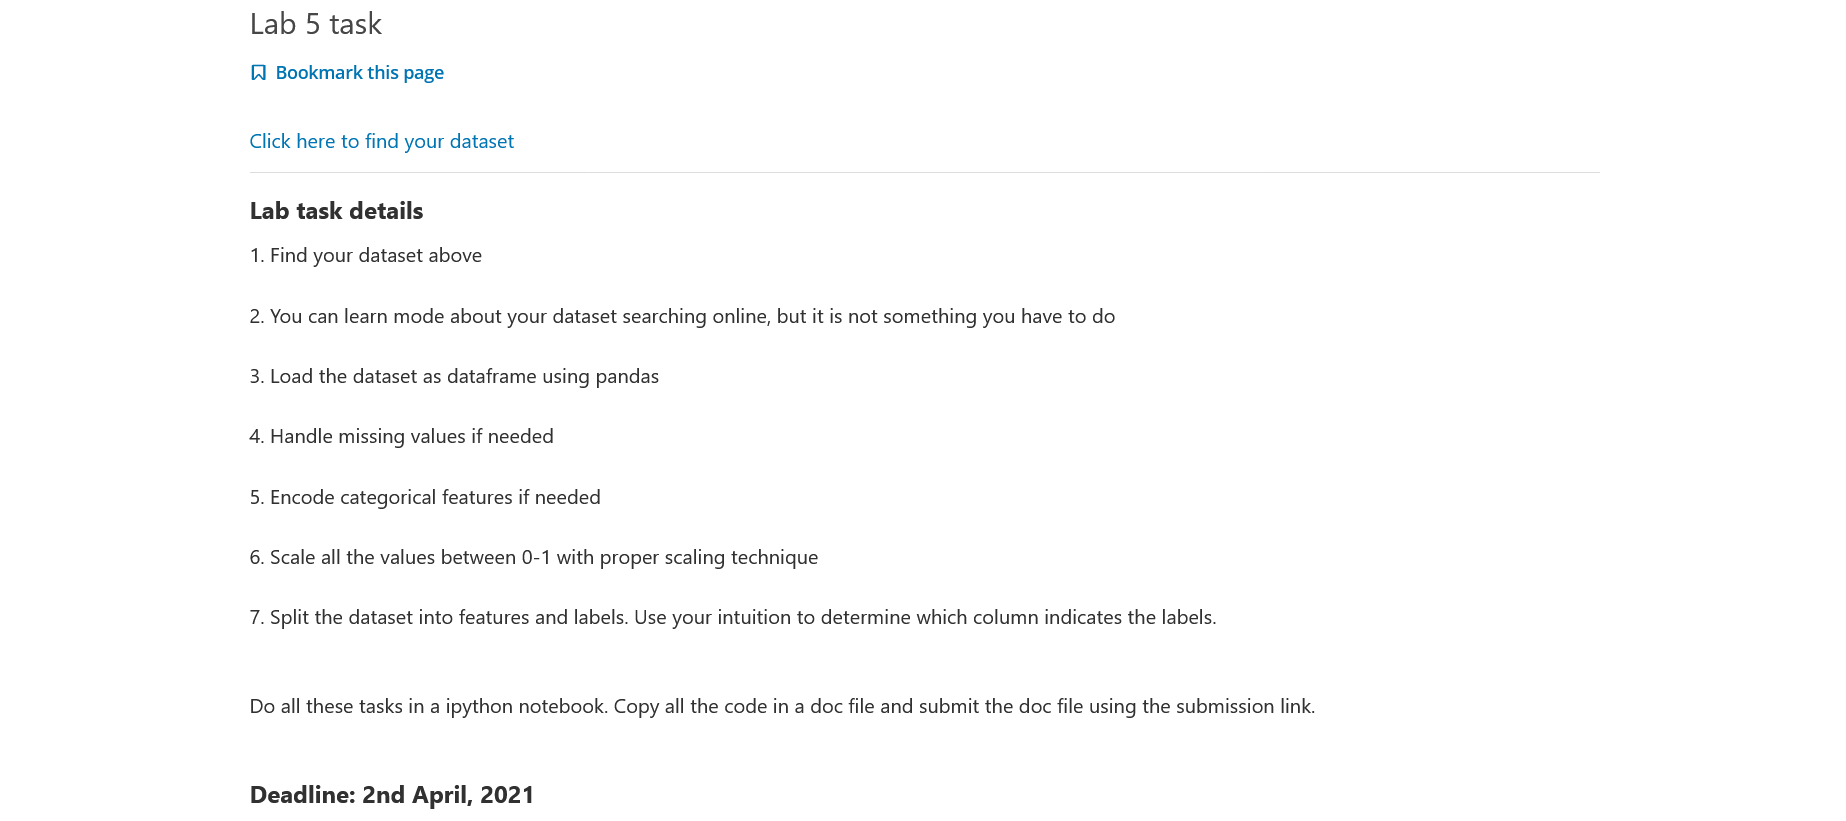 Lab 5 task
Bookmark this page
Click here to find your dataset
Lab task details
1. Find your dataset above
2. You can learn mode about your dataset searching online, but it is not something you have to do
3. Load the dataset as dataframe using pandas
4. Handle missing values if needed
5. Encode categorical features if needed
6. Scale all the values between 0-1 with proper scaling technique
7. Split the dataset into features and labels. Use your intuition to determine which column indicates the labels.
Do all these tasks in a ipython notebook. Copy all the code in a doc file and submit the doc file using the submission link.
Deadline: 2nd April, 2021